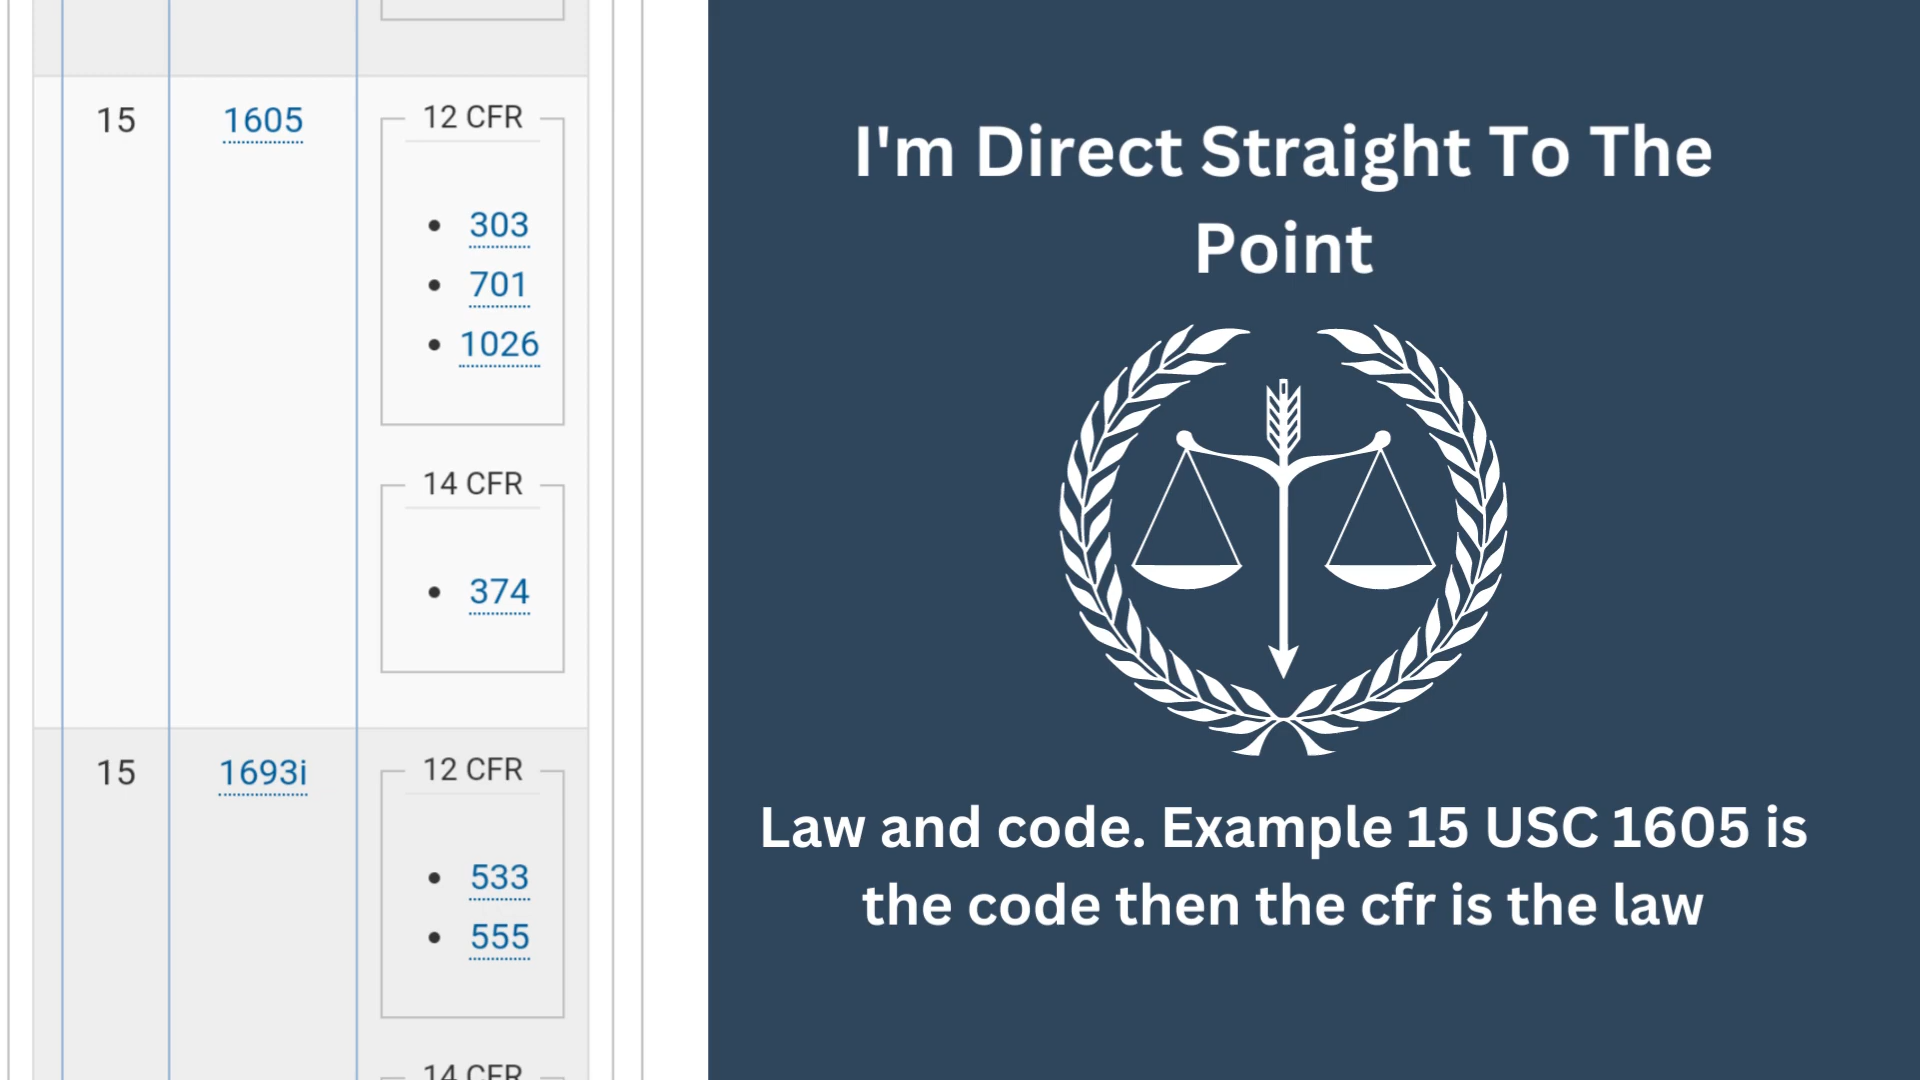 15 1605 12 CFR
303
701
1026
14 CFR
374
15 1693i 12 CFR
533
555
14 CFR
I'm Direct Straight To The
Point
Law and code. Example 15 USC 1605 is
the code then the cfr is the law